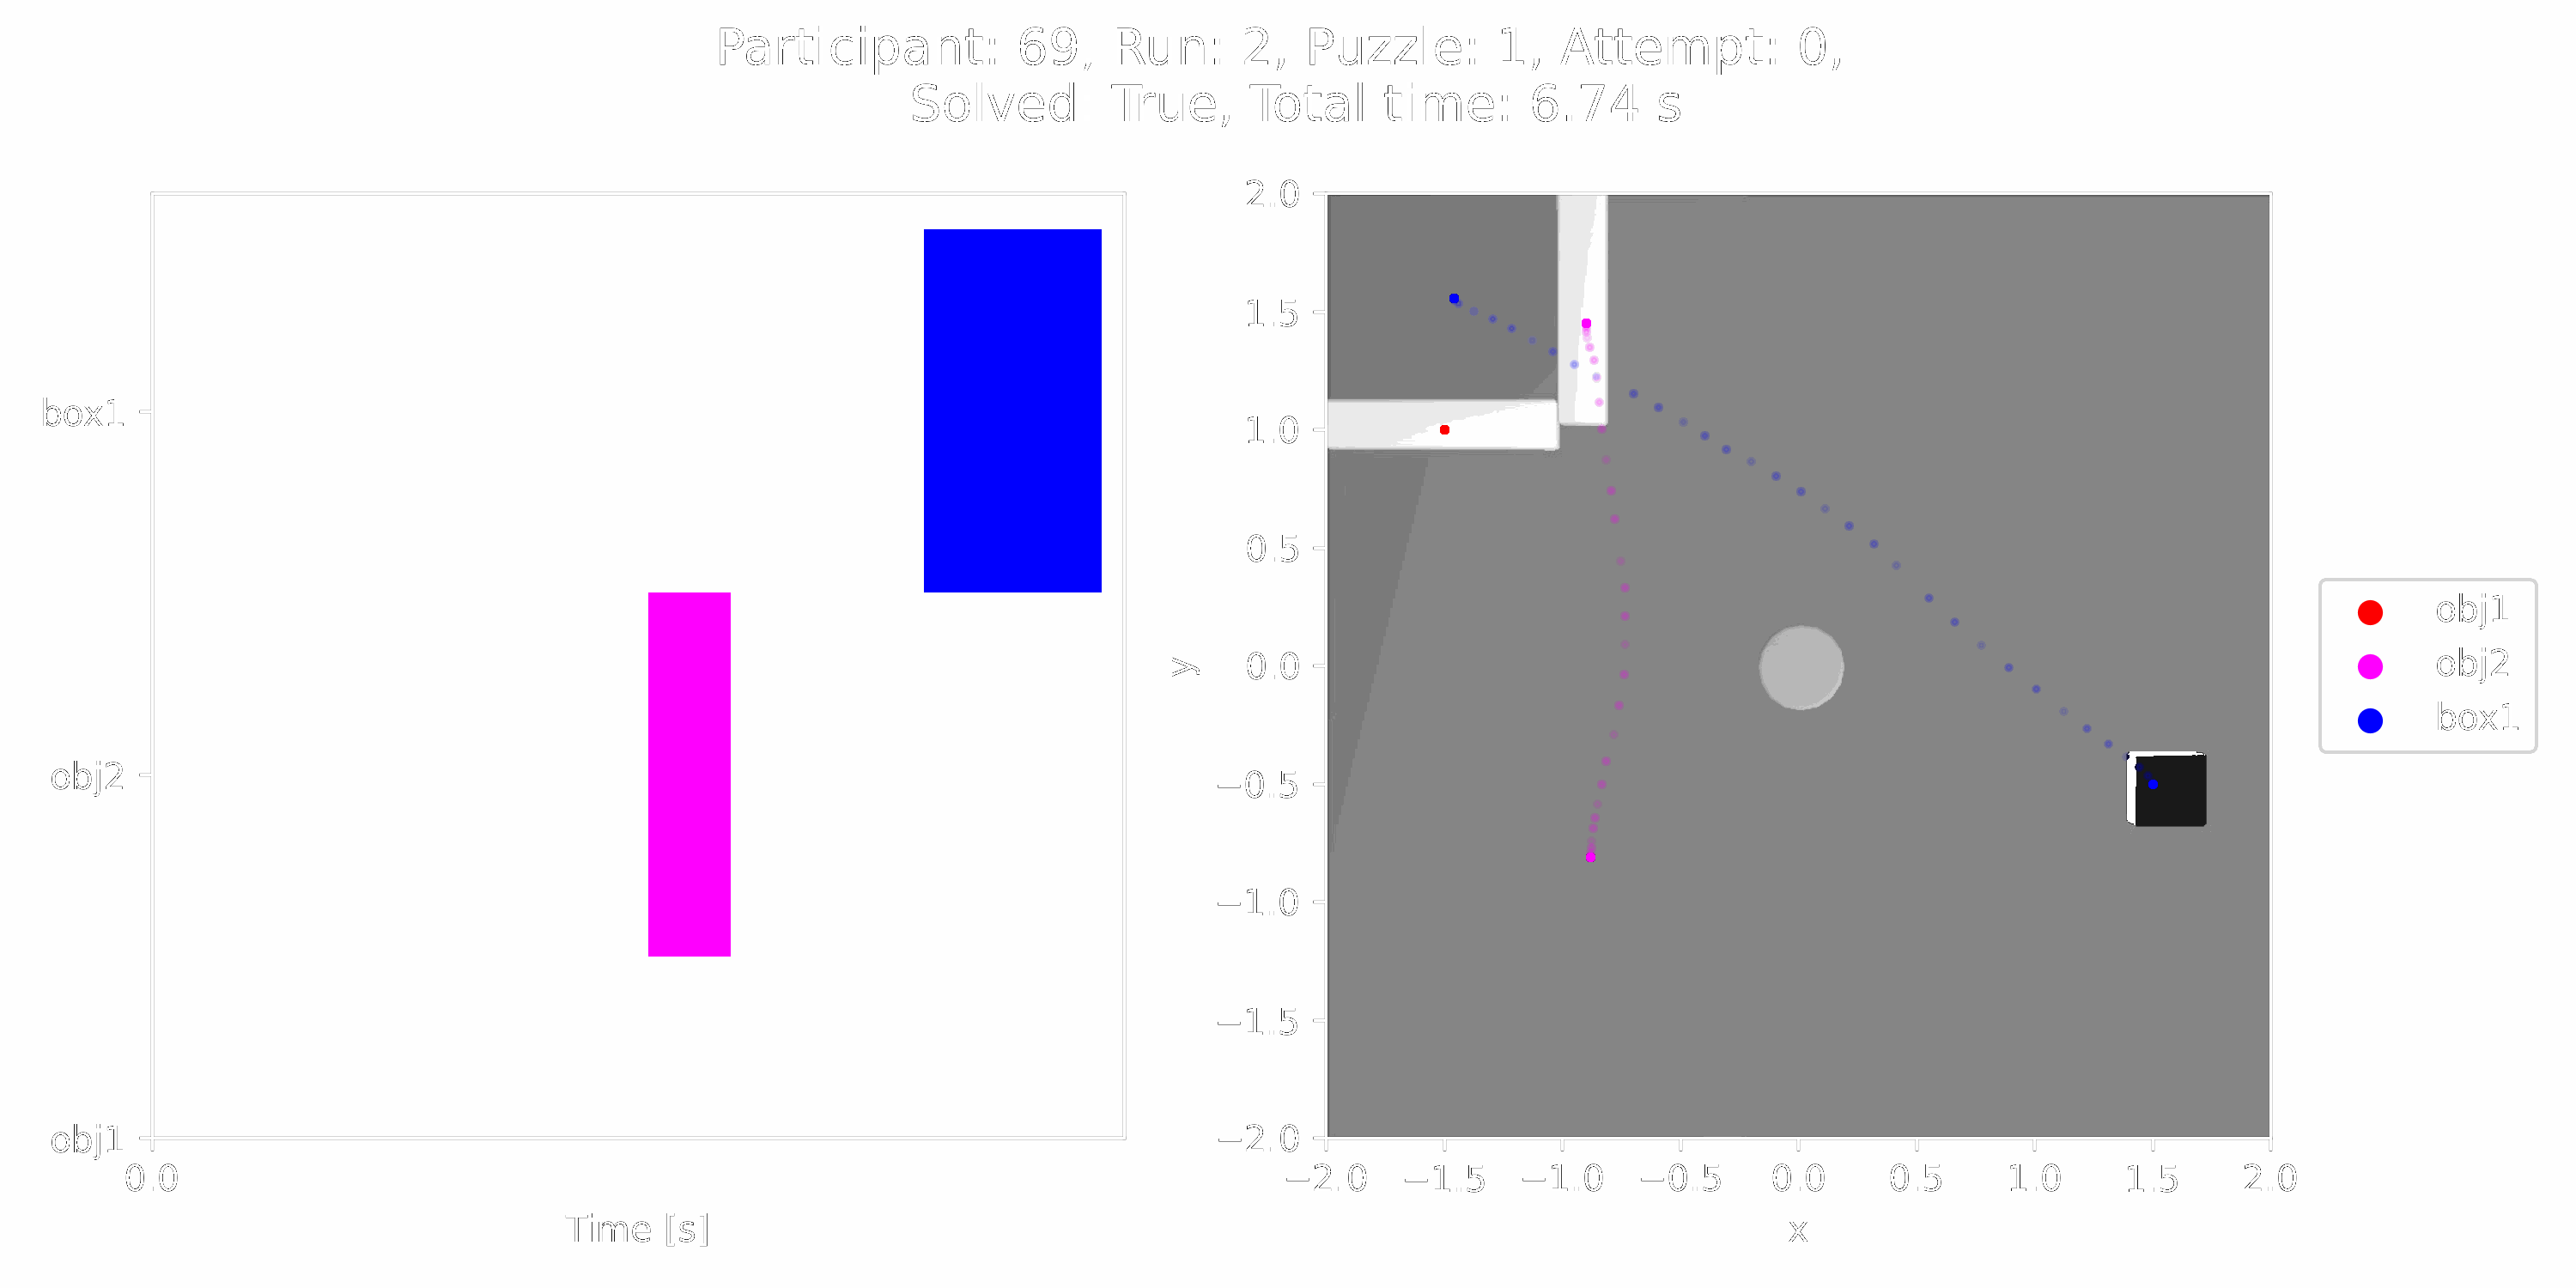 Participant: 69, Run: 2, Puzzle: 1, Attempt: 0,
Solved True, Total time: 6.74 s
box1
obj2
obj1
0.0
Time [s]
y
2.0
1.5
1.0
0.5
0.0
−0.5
−1.0
−1.5
−2.0
−2.0 −1.5 −1.0 −0.5 0.0 0.5 1.0 1.5 2.0
x
obj1
obj2
box1